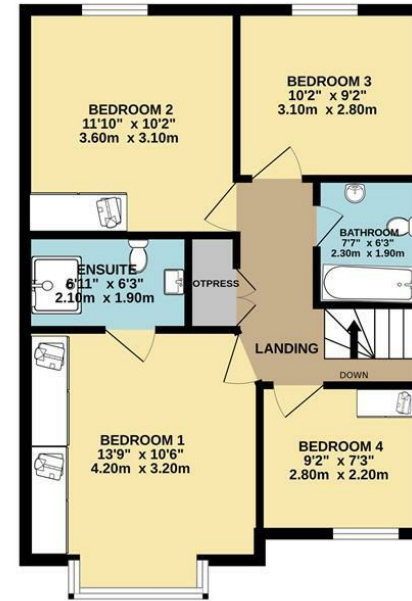 BEDROOM 2
11'10" x 10'2"
3.60m x 3.10m
BEDROOM 3
10'2" x 9'2"
3.10m x 2.80m
BATHROOM
7'7" x 6'3"
2.30m x 1.90m
ENSUITE
6'11" x 6'3"
2.10m x 1.90m
OTPRESS
LANDING
DOWN
BEDROOM 1
13'9" x 10'6"
4.20m x 3.20m
BEDROOM 4
9'2" x 7'3"
2.80m x 2.20m